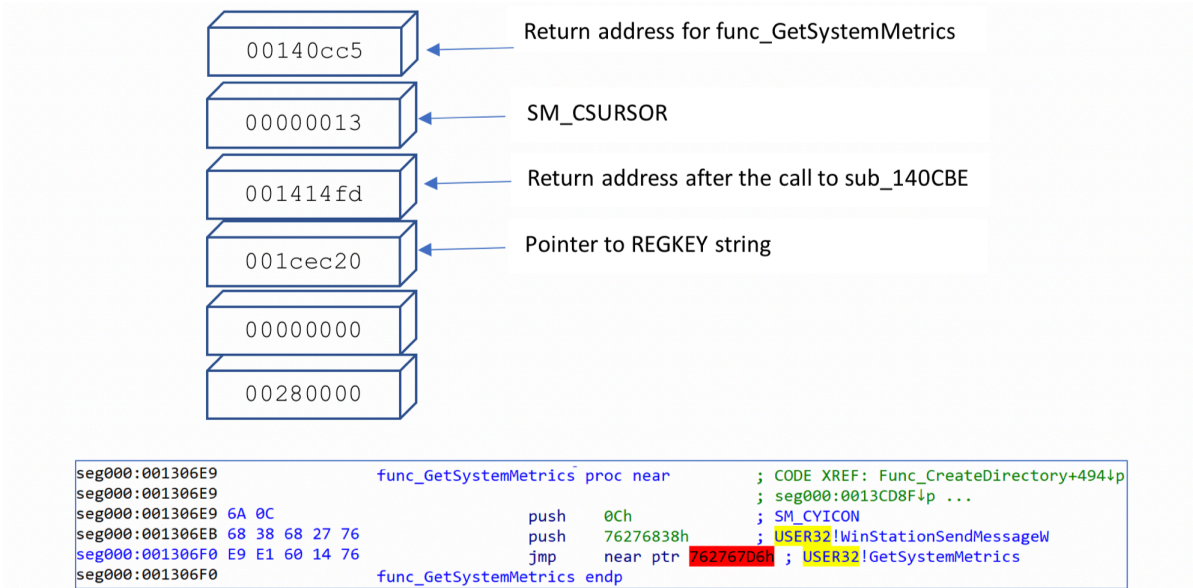 00140cc5
Return address for func_GetSystemMetrics
00000013
SM_CSURSOR
001414fd
Return address after the call to sub_140CBE
001cec20
Pointer to REGKEY string
00000000
00280000
seg000:001306E9 func_GetSystemMetrics proc near ; CODE XREF: Func_CreateDirectory+494↓p
seg000:001306E9 ; seg000:0013CD8F↓p ...
seg000:001306E9 6A 0C push 0Ch ; SM_CYICON
seg000:001306EB 68 38 68 27 76 push 76276838h ; USER32!WinStationSendMessageW
seg000:001306F0 E9 E1 60 14 76 jmp near ptr 762767D6h ; USER32!GetSystemMetrics
seg000:001306F0 func_GetSystemMetrics endp